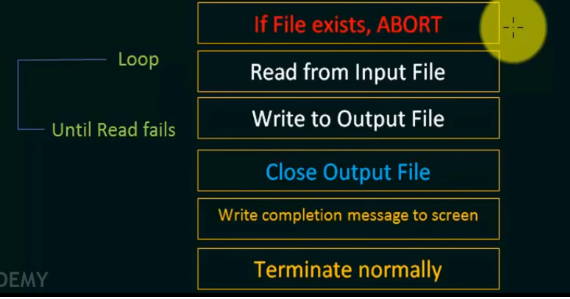 If File exists, ABORT
Loop
Read from Input File
Write to Output File
Until Read fails
Close Output File
Write completion message to screen
Terminate normally
DEMY